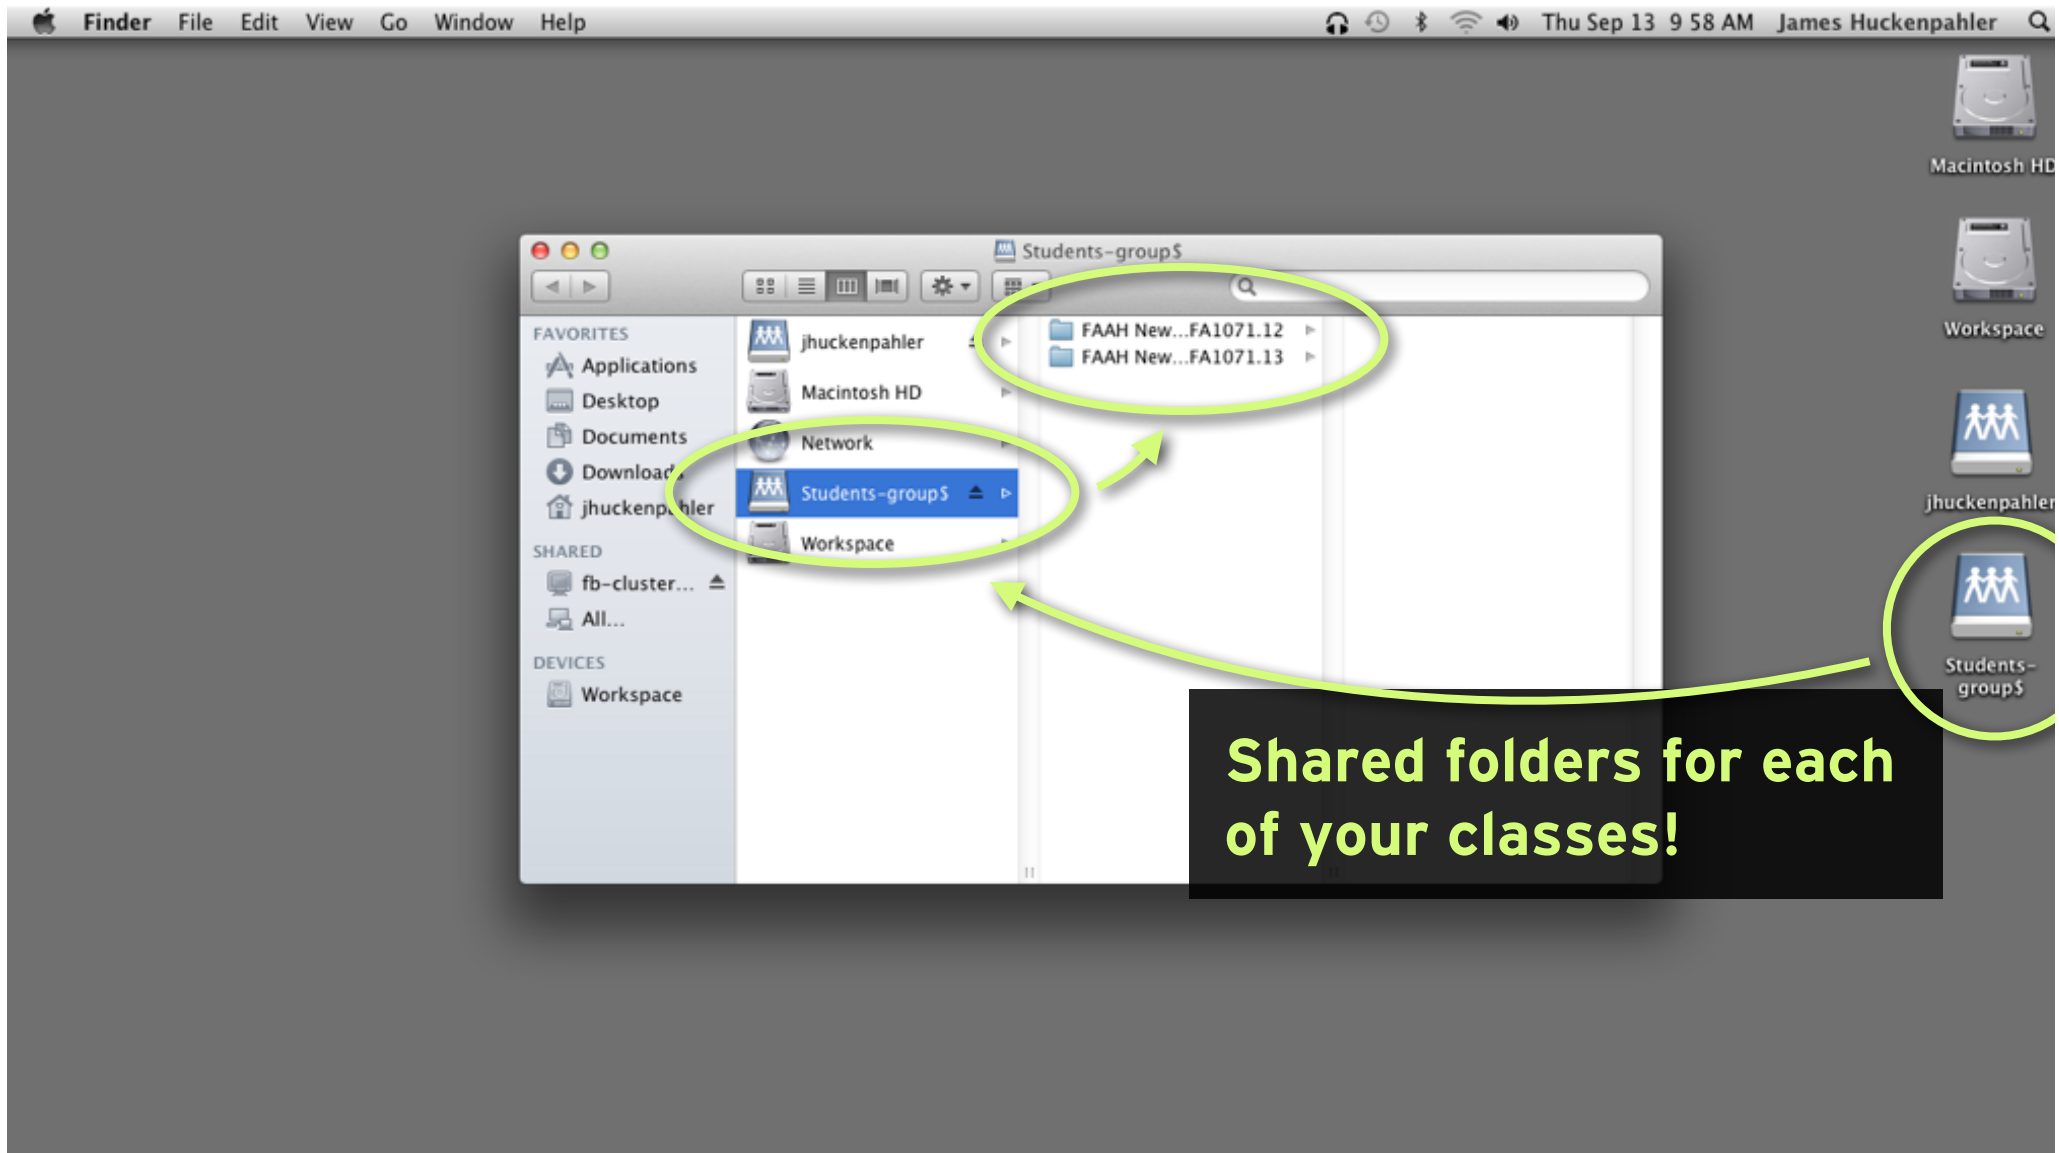 Finder File Edit View Go Window Help Thu Sep 13 9 58 AM James Huckenpahler
Macintosh HD
Workspace
jhuckenpahler
Students-
group$
Students-group$
FAVORITES
Applications
Desktop
Documents
Downloads
jhuckenpahler
SHARED
fb-cluster...
All...
DEVICES
Workspace
jhuckenpahler
Macintosh HD
Network
Students-group$
Workspace
FAAH New...FA1071.12
FAAH New...FA1071.13
Shared folders for each
of your classes!